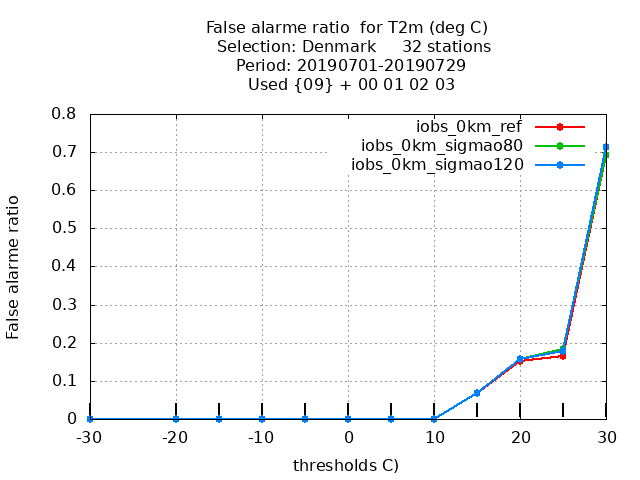 False alarme ratio  for T2m (deg C)
Selection: Denmark     32 stations
Period: 20190701-20190729
Used {09} + 00 01 02 03
False alarme ratio
0.8
0.7
0.6
0.5
0.4
0.3
0.2
0.1
0
iobs_0km_ref
iobs_0km_sigmao80
iobs_0km_sigmao120
-30 -20 -10 0 10 20 30
thresholds C)